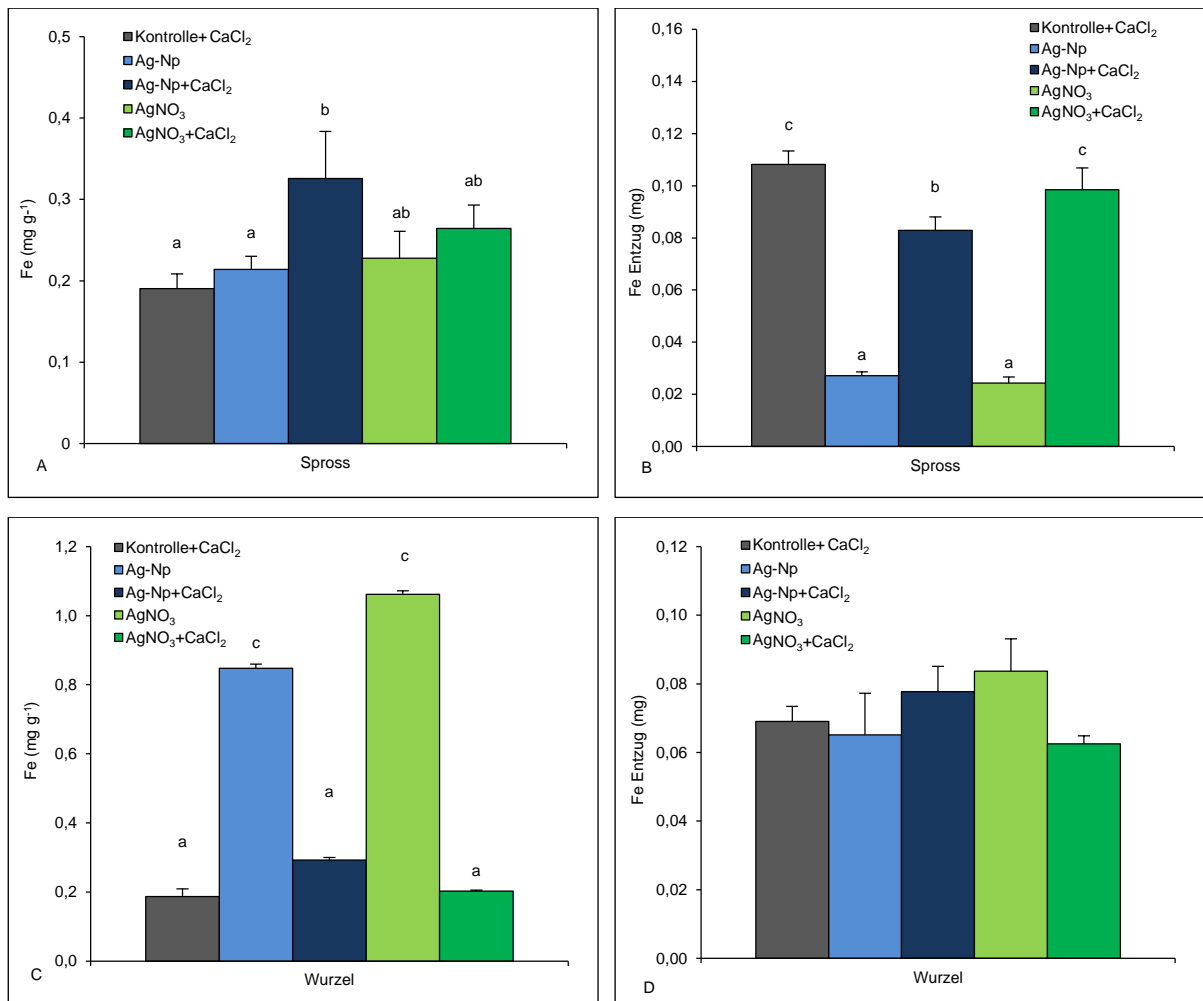 0,5
0,4
0,3
0,2
0,1
0
Fe (mg g-1)
Kontrolle+CaCl2
Ag-Np
Ag-Np+CaCl2
AgNO3
AgNO3+CaCl2
a
a
b
ab
ab
Spross
A
0,16
0,14
0,12
0,10
0,08
0,06
0,04
0,02
0,00
Fe Entzug (mg)
Kontrolle+CaCl2
Ag-Np
Ag-Np+CaCl2
AgNO3
AgNO3+CaCl2
c
a
b
a
c
Spross
B
1,2
1,0
0,8
0,6
0,4
0,2
0,0
Fe (mg g-1)
Kontrolle+CaCl2
Ag-Np
Ag-Np+CaCl2
AgNO3
AgNO3+CaCl2
a
c
a
c
a
Wurzel
C
0,12
0,10
0,08
0,06
0,04
0,02
0,00
Fe Entzug (mg)
Kontrolle+CaCl2
Ag-Np
Ag-Np+CaCl2
AgNO3
AgNO3+CaCl2
Wurzel
D